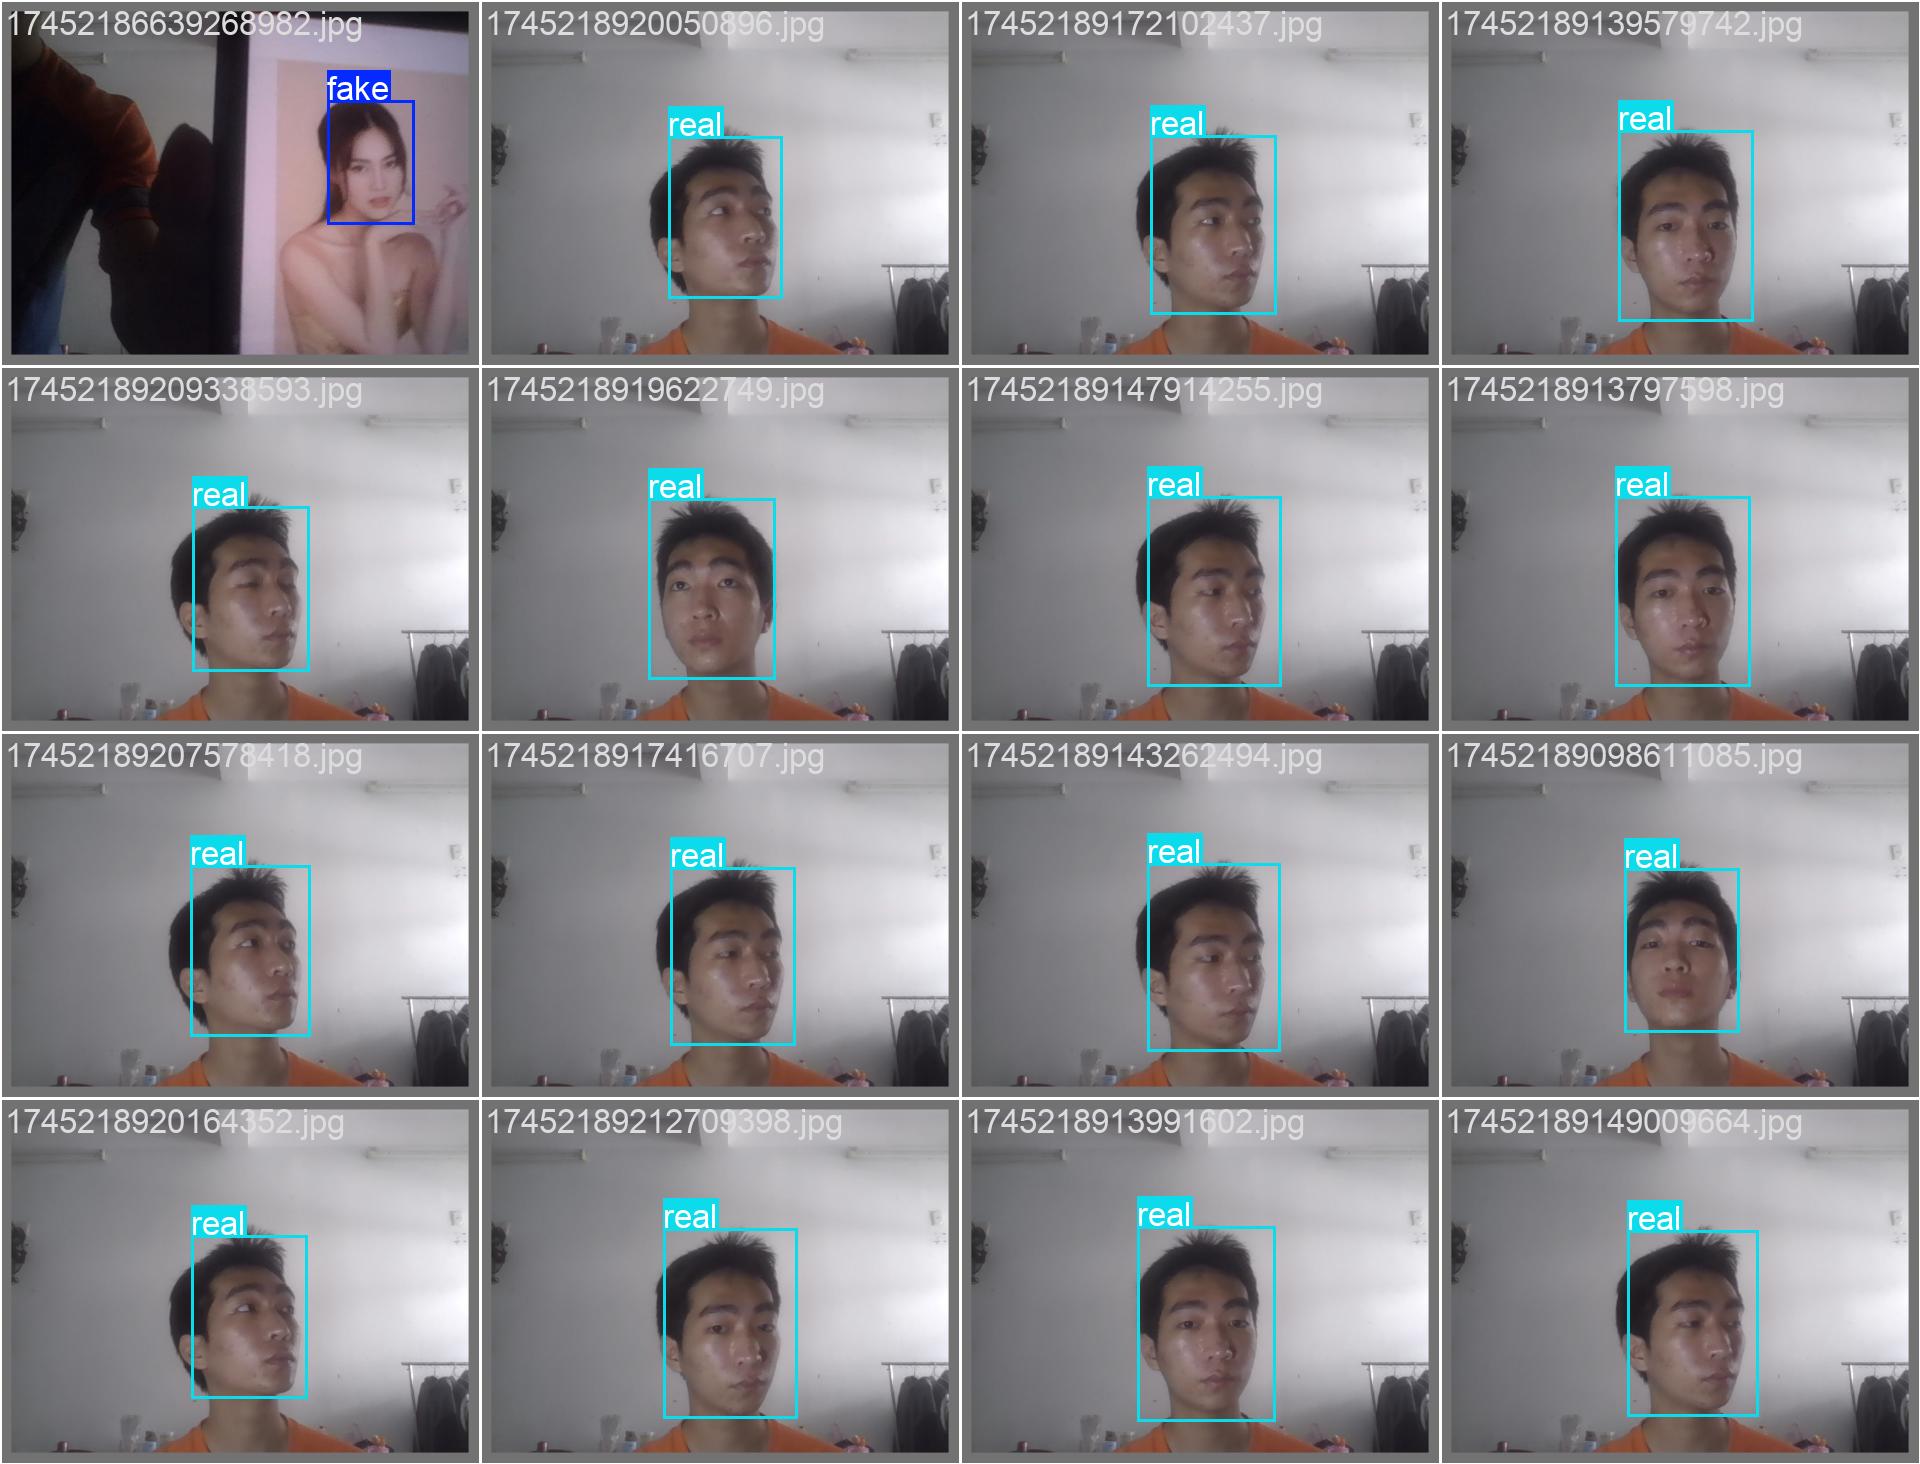 17452186639268982.jpg
1745218920050896.jpg
17452189172102437.jpg
17452189139579742.jpg
fake
real
real
real
17452189209338593.jpg
1745218919622749.jpg
17452189147914255.jpg
1745218913797598.jpg
real
real
real
real
17452189207578418.jpg
1745218917416707.jpg
17452189143262494.jpg
17452189098611085.jpg
real
real
real
real
1745218920164352.jpg
17452189212709398.jpg
1745218913991602.jpg
17452189149009664.jpg
real
real
real
real